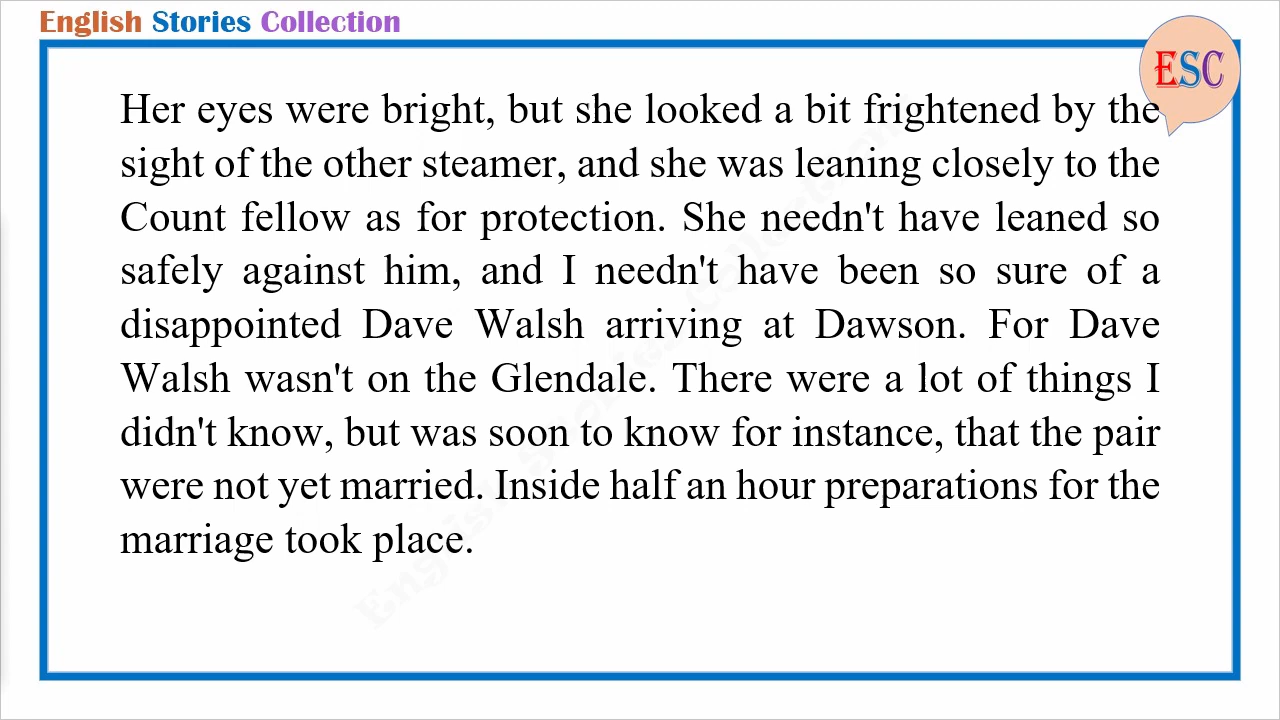 English Stories Collection
ESC
Her eyes were bright, but she looked a bit frightened by the
sight of the other steamer, and she was leaning closely to the
Count fellow as for protection. She needn't have leaned so
safely against him, and I needn't have been so sure of a
disappointed Dave Walsh arriving at Dawson. For Dave
Walsh wasn't on the Glendale. There were a lot of things I
didn't know, but was soon to know for instance, that the pair
were not yet married. Inside half an hour preparations for the
marriage took place.
English Stories Collection